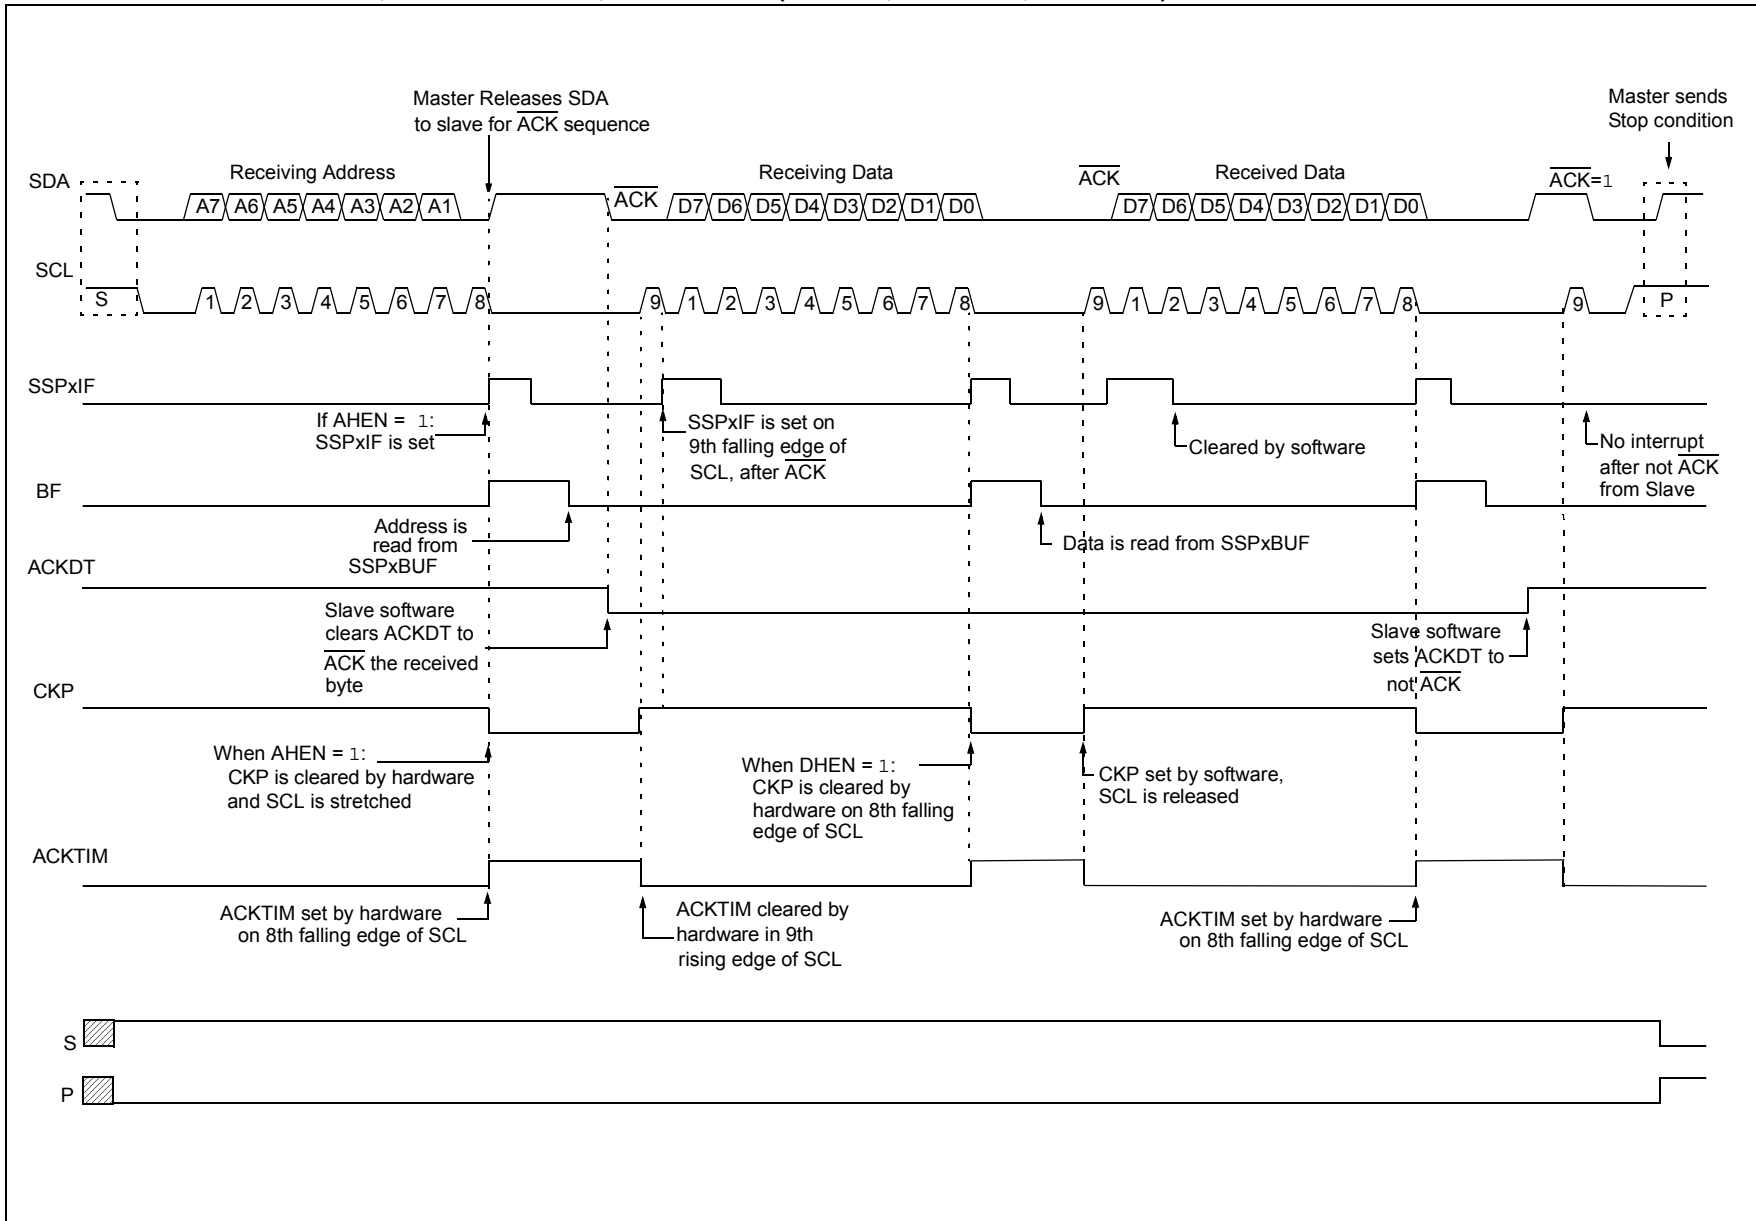 Master Releases SDA
to slave for ACK sequence
Master sends
Stop condition
SDA
Receiving Address
Receiving Data
ACK
Received Data
ACK=1
A7 A6 A5 A4 A3 A2 A1
ACK
D7 D6 D5 D4 D3 D2 D1 D0
D7 D6 D5 D4 D3 D2 D1 D0
SCL
S
1 2 3 4 5 6 7 8
9 1 2 3 4 5 6 7 8
9 1 2 3 4 5 6 7 8
9
P
SSPxIF
If AHEN = 1:
SSPxIF is set
SSPxIF is set on
9th falling edge of
SCL, after ACK
Cleared by software
No interrupt
after not ACK
from Slave
BF
Address is
read from
SSPxBUF
Data is read from SSPxBUF
ACKDT
Slave software
clears ACKDT to
ACK the received
byte
Slave software
sets ACKDT to
not ACK
CKP
When AHEN = 1:
CKP is cleared by hardware
and SCL is stretched
When DHEN = 1:
CKP is cleared by
hardware on 8th falling
edge of SCL
CKP set by software,
SCL is released
ACKTIM
ACKTIM set by hardware
on 8th falling edge of SCL
ACKTIM cleared by
hardware in 9th
rising edge of SCL
ACKTIM set by hardware
on 8th falling edge of SCL
S
P